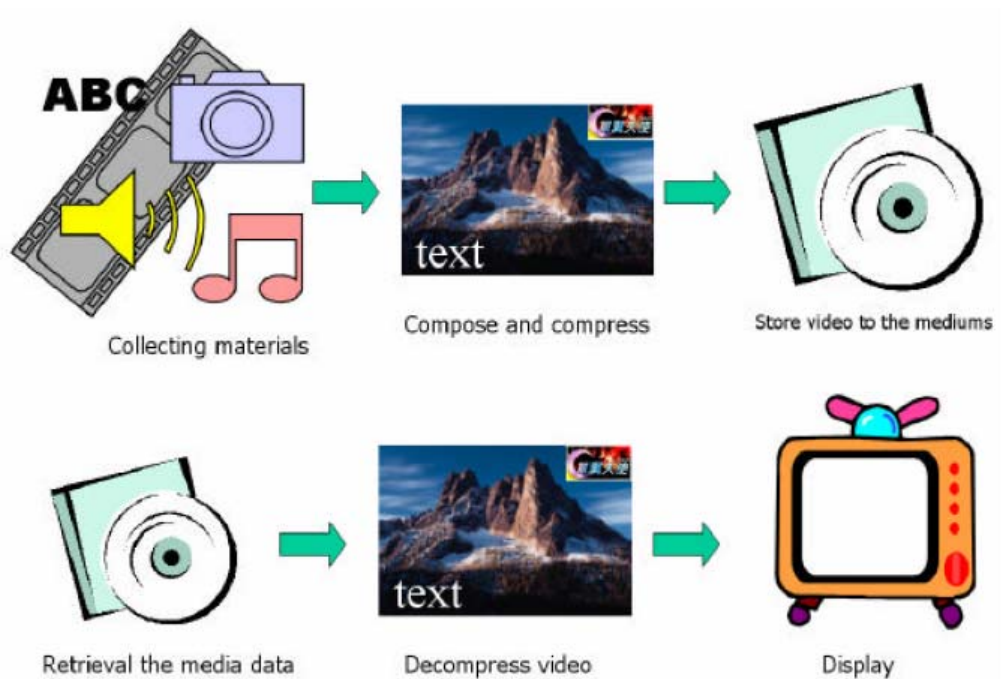 ABC
text
Collecting materials
Compose and compress
Store video to the mediums
text
Retrieval the media data
Decompress video
Display